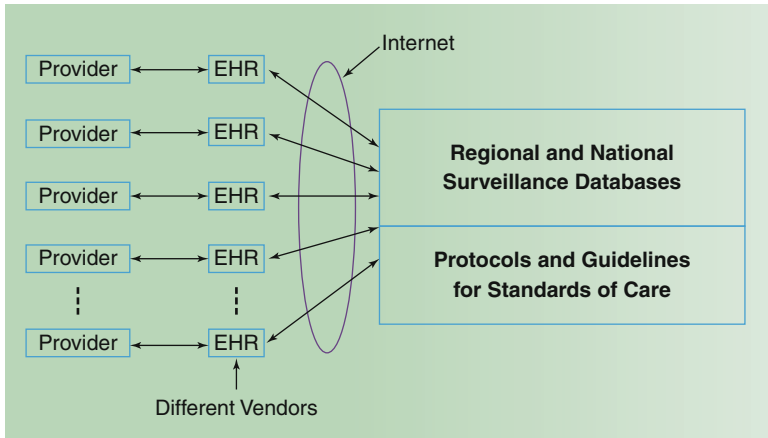 Internet
Provider EHR
Provider EHR
Provider EHR
Provider EHR
Provider EHR
Regional and National
Surveillance Databases
Protocols and Guidelines
for Standards of Care
Different Vendors